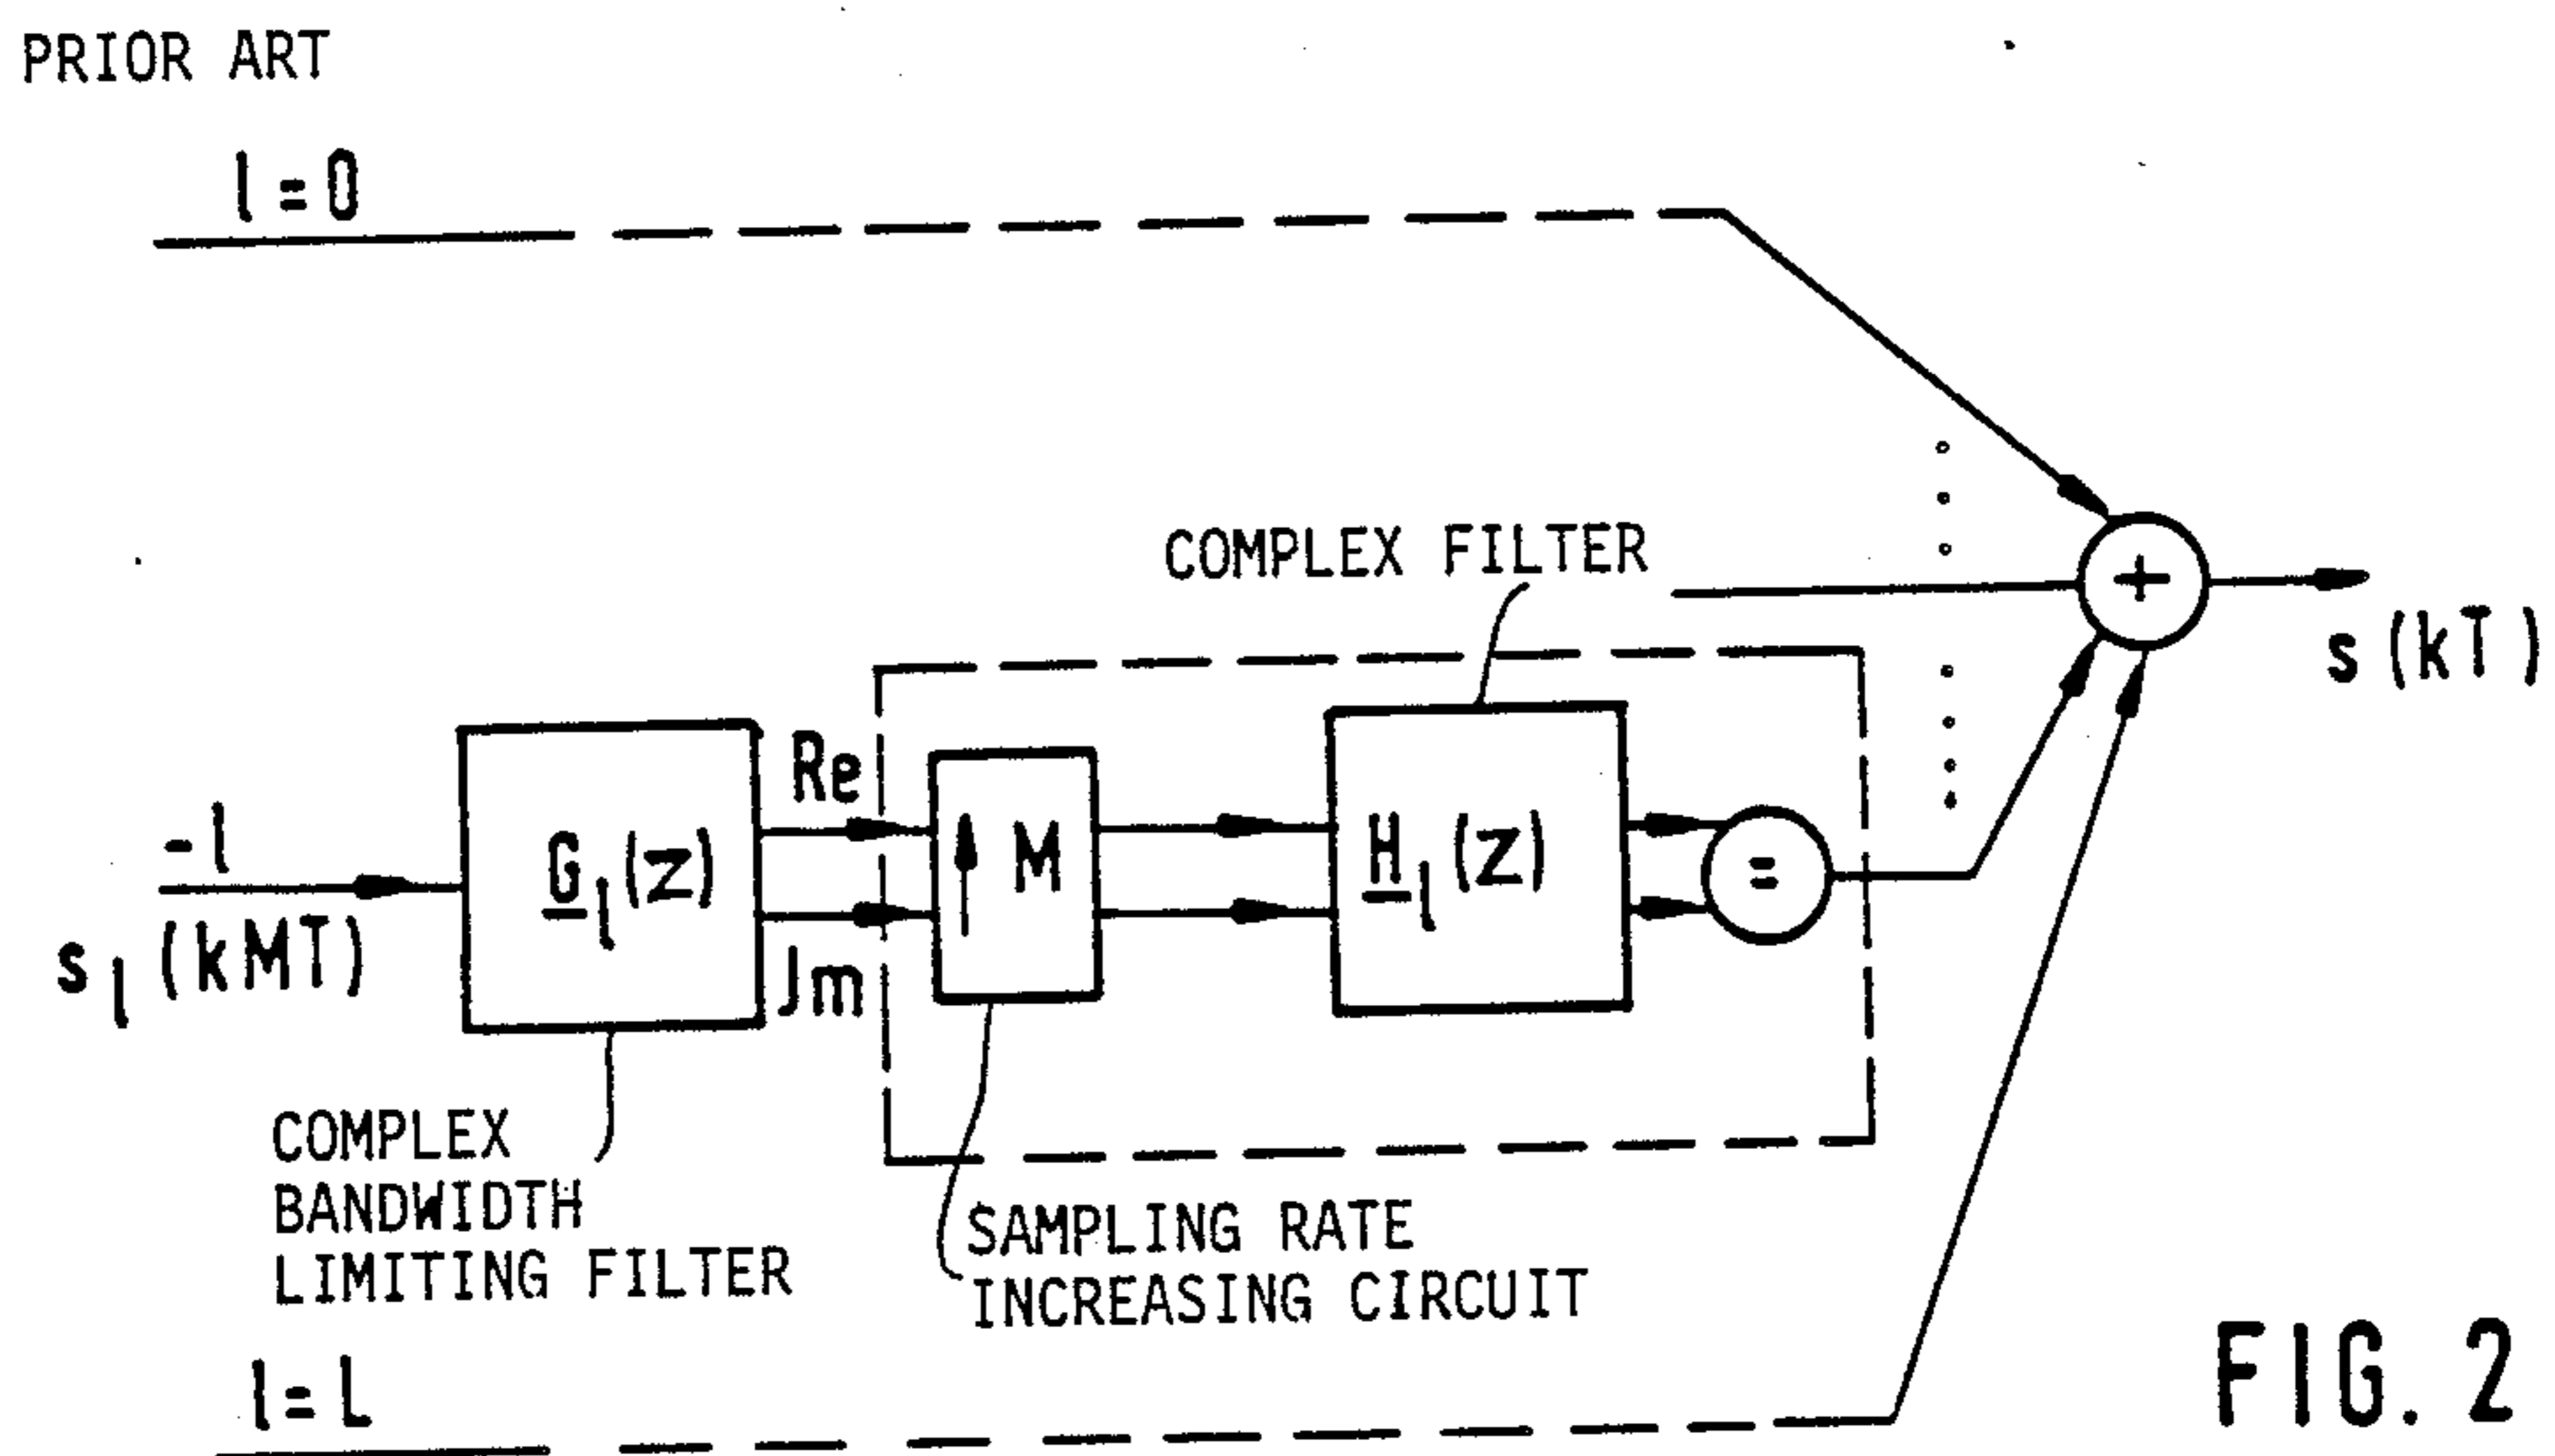 PRIOR ART
l = 0
COMPLEX FILTER
+
s (kT)
Re
-l
G_l(z)
↑ M
H_l(z)
=
s_l (kMT)
Jm
COMPLEX
BANDWIDTH
LIMITING FILTER
SAMPLING RATE
INCREASING CIRCUIT
l = L
FIG. 2